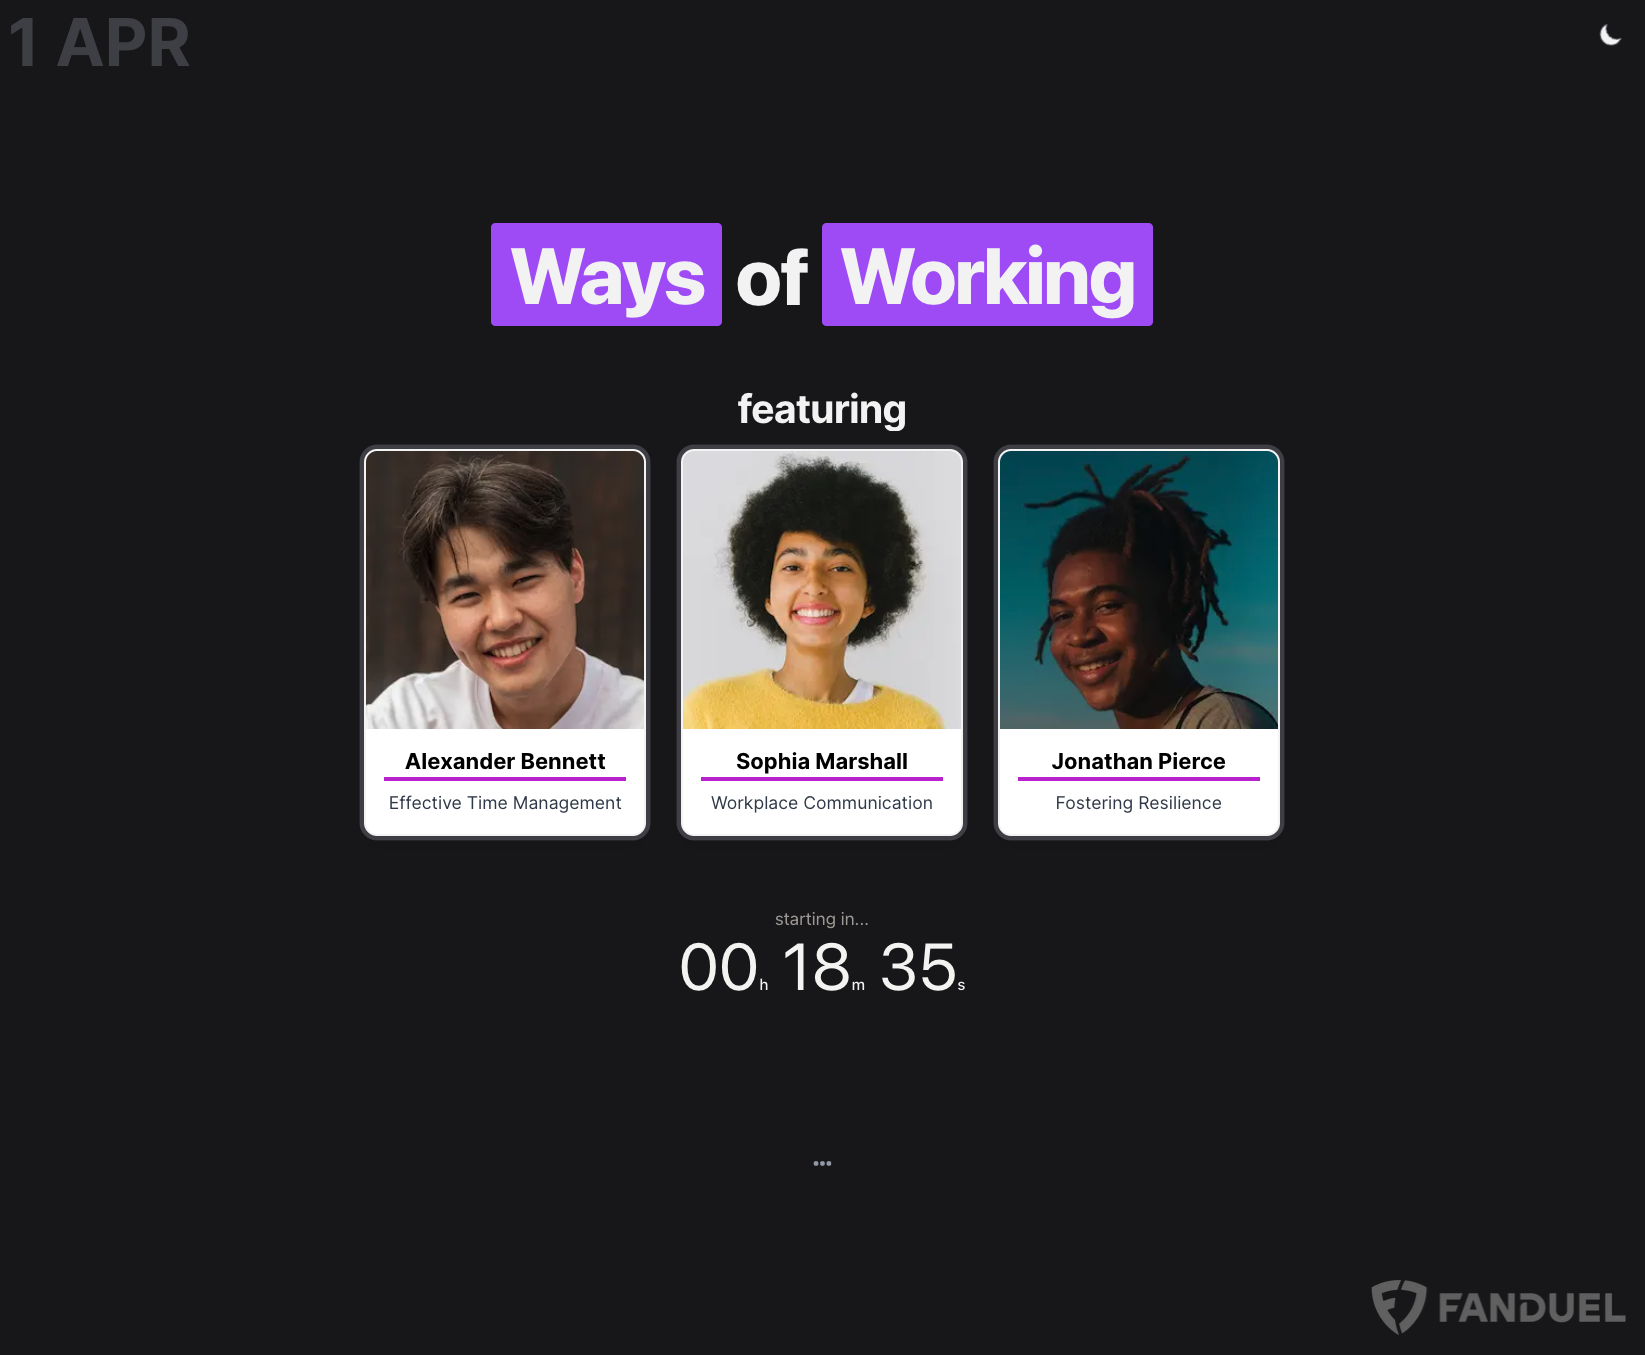 1 APR
Ways of Working
featuring
Alexander Bennett
Effective Time Management
Sophia Marshall
Workplace Communication
Jonathan Pierce
Fostering Resilience
starting in...
00h 18m 35s
FANDUEL